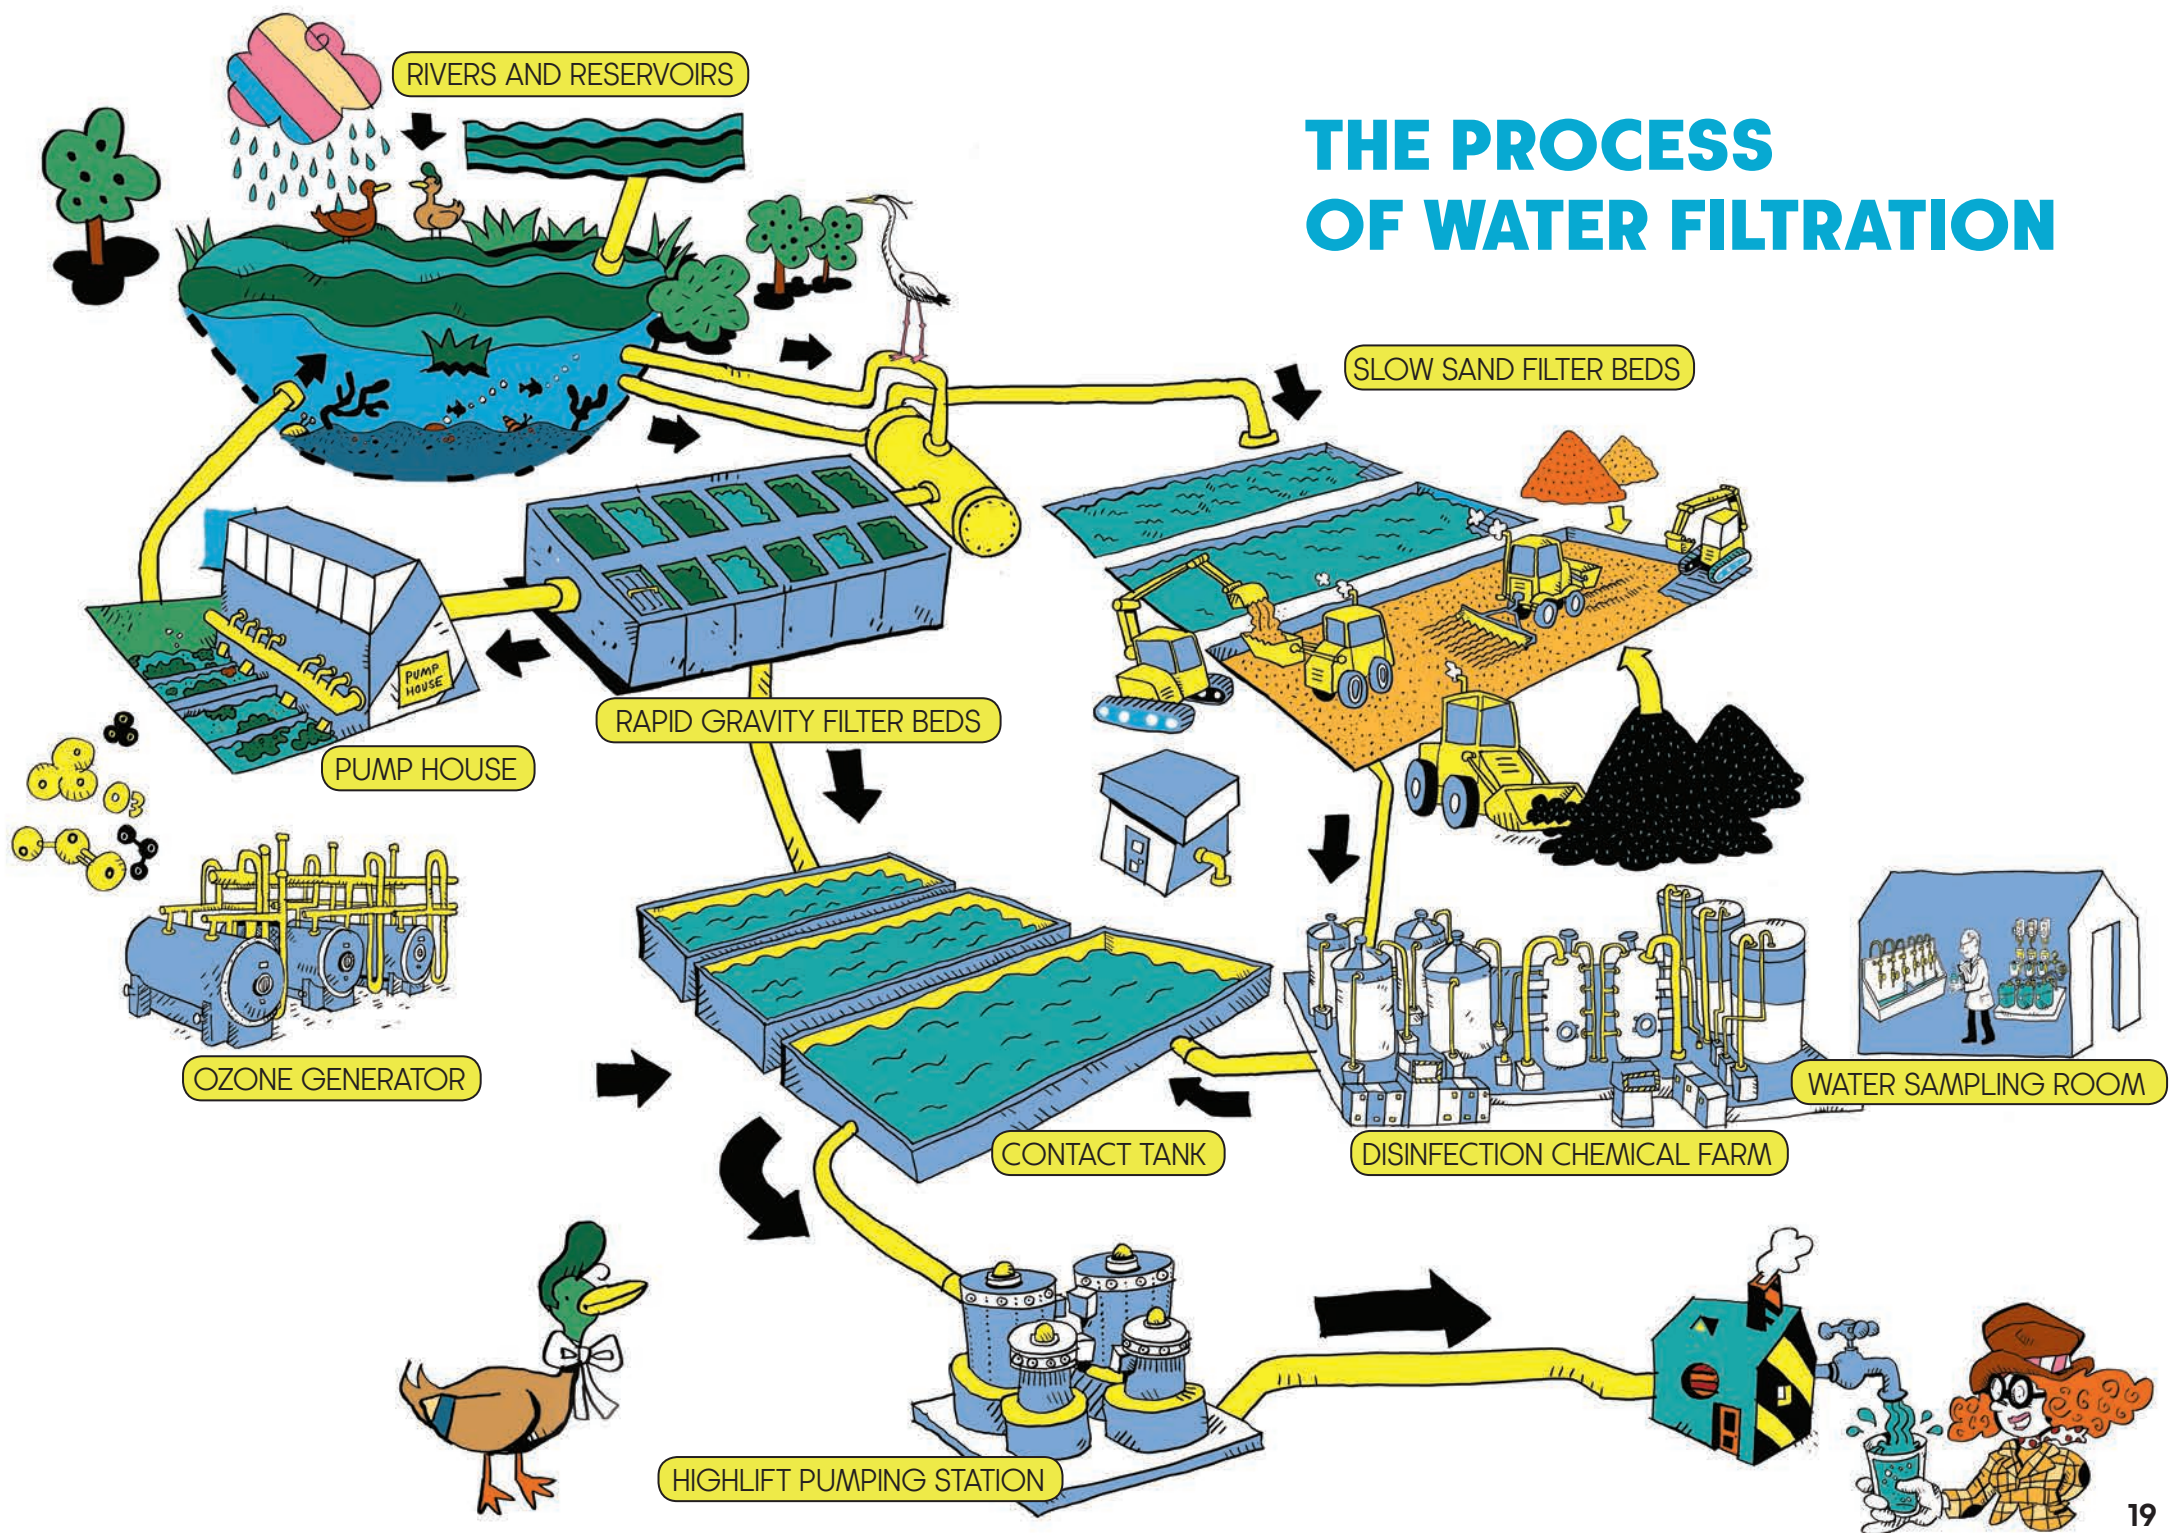 RIVERS AND RESERVOIRS
THE PROCESS
OF WATER FILTRATION
SLOW SAND FILTER BEDS
PUMP
HOUSE
RAPID GRAVITY FILTER BEDS
PUMP HOUSE
O3
OZONE GENERATOR
WATER SAMPLING ROOM
CONTACT TANK
DISINFECTION CHEMICAL FARM
HIGHLIFT PUMPING STATION
19